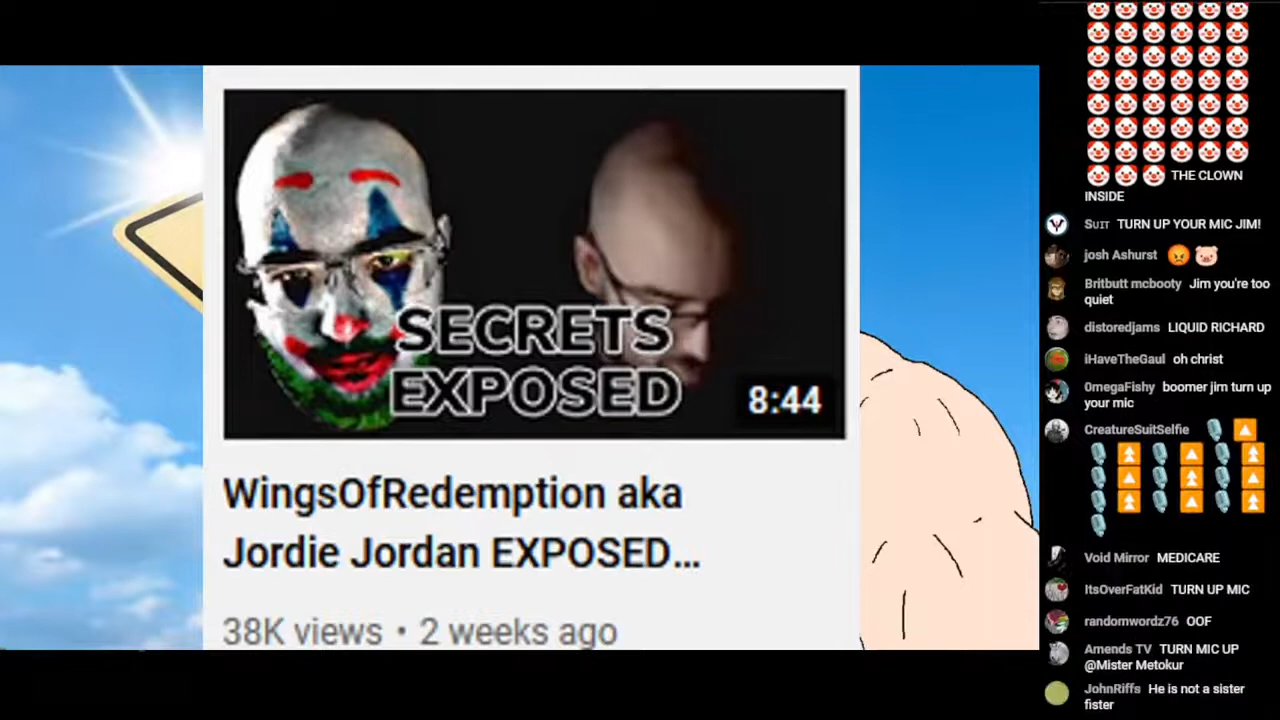 SECRETS
EXPOSED
8:44
WingsOfRedemption aka
Jordie Jordan EXPOSED...
38K views • 2 weeks ago
THE CLOWN
INSIDE
Suit TURN UP YOUR MIC JIM!
josh Ashurst
Britbutt mcbooty Jim you're too
quiet
distoredjams LIQUID RICHARD
iHaveTheGaul oh christ
0megaFishy boomer jim turn up
your mic
CreatureSuitSelfie
Void Mirror MEDICARE
ItsOverFatKid TURN UP MIC
randomwordz76 OOF
Amends TV TURN MIC UP
@Mister Metokur
JohnRiffs He is not a sister
fister